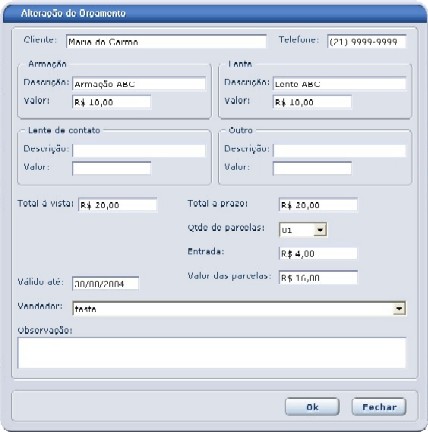 Alteração de Orçamento
Cliente: Maria do Carmo Telefone: (21) 9999-9999
Armação Lente
Descrição: Armação ABC Descrição: Lente ABC
Valor: R$ 10,00 Valor: R$ 10,00
Lente de contato Outro
Descrição: Descrição:
Valor: Valor:
Total à vista: R$ 20,00 Total a prazo: R$ 20,00
Qtde de parcelas: 01
Entrada: R$ 4,00
Válido até: 30/08/2004 Valor das parcelas: R$ 16,00
Vendedor: teste
Observação:
Ok Fechar